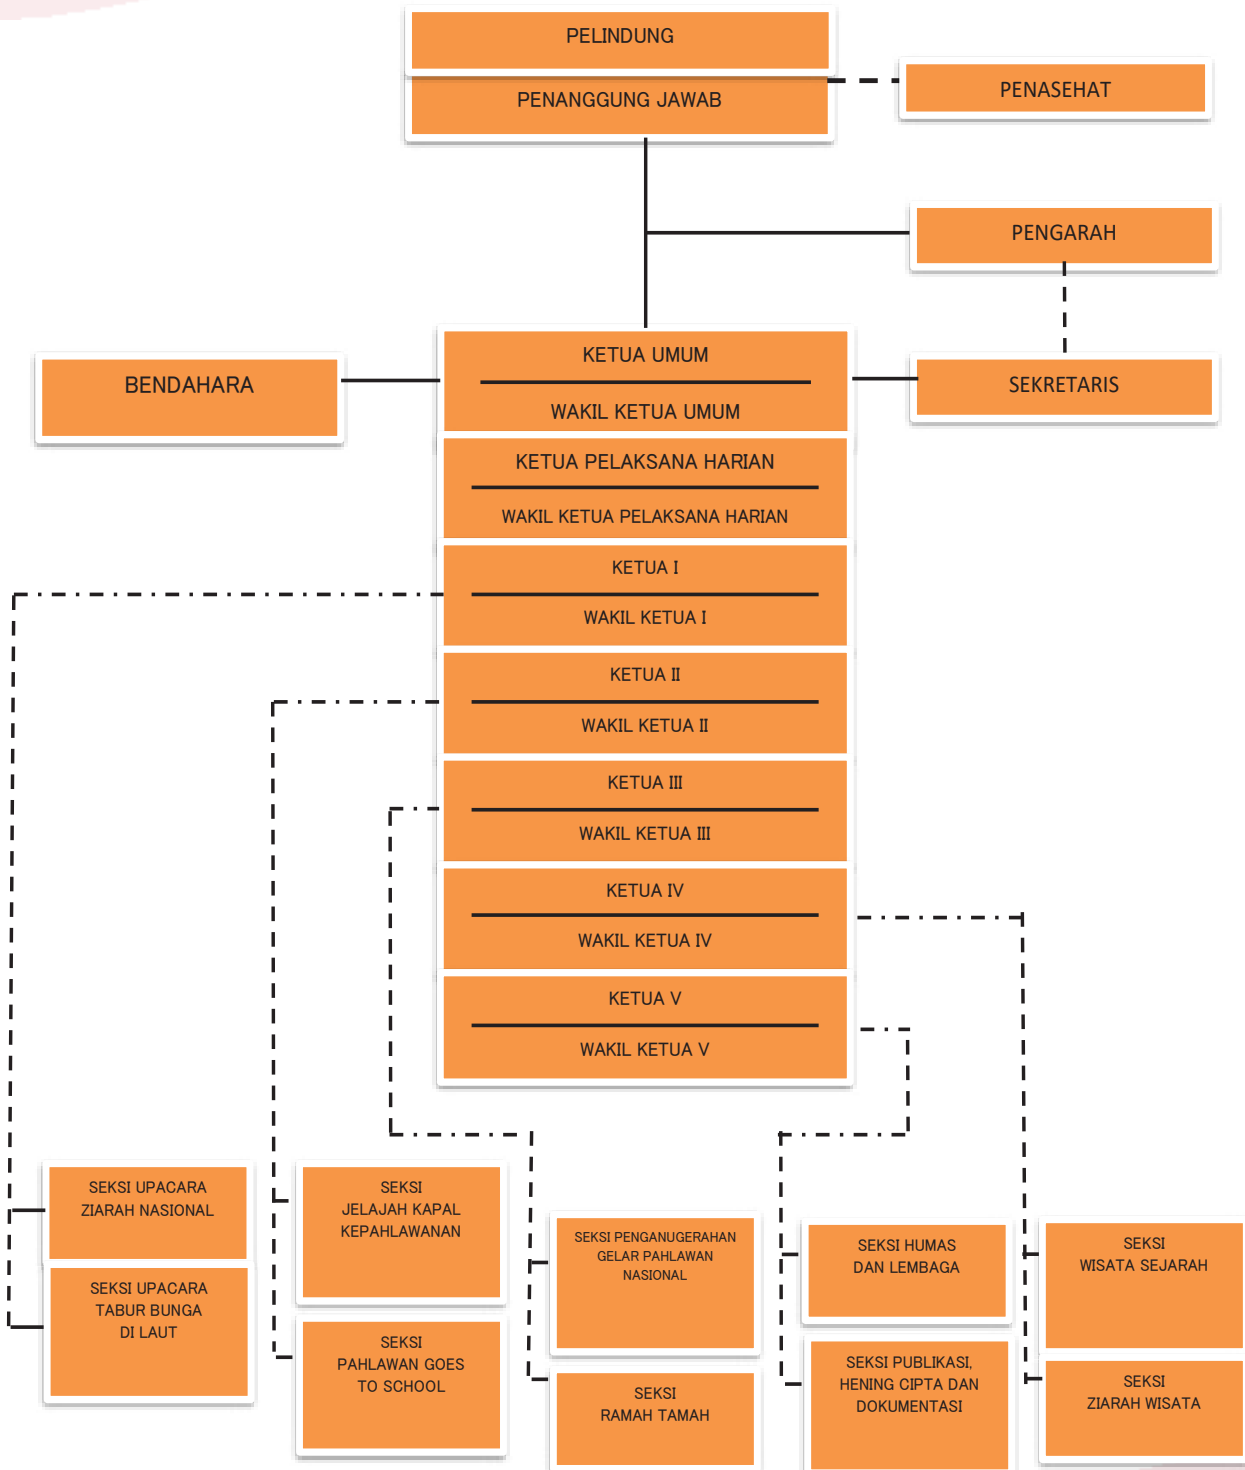 PELINDUNG
PENANGGUNG JAWAB
PENASEHAT
PENGARAH
KETUA UMUM
WAKIL KETUA UMUM
BENDAHARA
SEKRETARIS
KETUA PELAKSANA HARIAN
WAKIL KETUA PELAKSANA HARIAN
KETUA I
WAKIL KETUA I
KETUA II
WAKIL KETUA II
KETUA III
WAKIL KETUA III
KETUA IV
WAKIL KETUA IV
KETUA V
WAKIL KETUA V
SEKSI UPACARA
ZIARAH NASIONAL
SEKSI UPACARA
TABUR BUNGA
DI LAUT
SEKSI
JELAJAH KAPAL
KEPAHLAWANAN
SEKSI
PAHLAWAN GOES
TO SCHOOL
SEKSI PENGANUGERAHAN
GELAR PAHLAWAN
NASIONAL
SEKSI
RAMAH TAMAH
SEKSI HUMAS
DAN LEMBAGA
SEKSI PUBLIKASI,
HENING CIPTA DAN
DOKUMENTASI
SEKSI
WISATA SEJARAH
SEKSI
ZIARAH WISATA